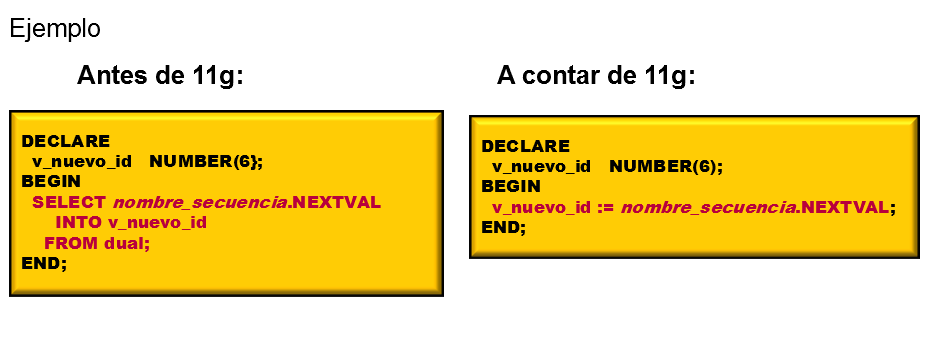 Ejemplo
Antes de 11g:
DECLARE
v_nuevo_id NUMBER(6};
BEGIN
SELECT nombre_secuencia.NEXTVAL
INTO v_nuevo_id
FROM dual;
END;
A contar de 11g:
DECLARE
v_nuevo_id NUMBER(6);
BEGIN
v_nuevo_id := nombre_secuencia.NEXTVAL;
END;